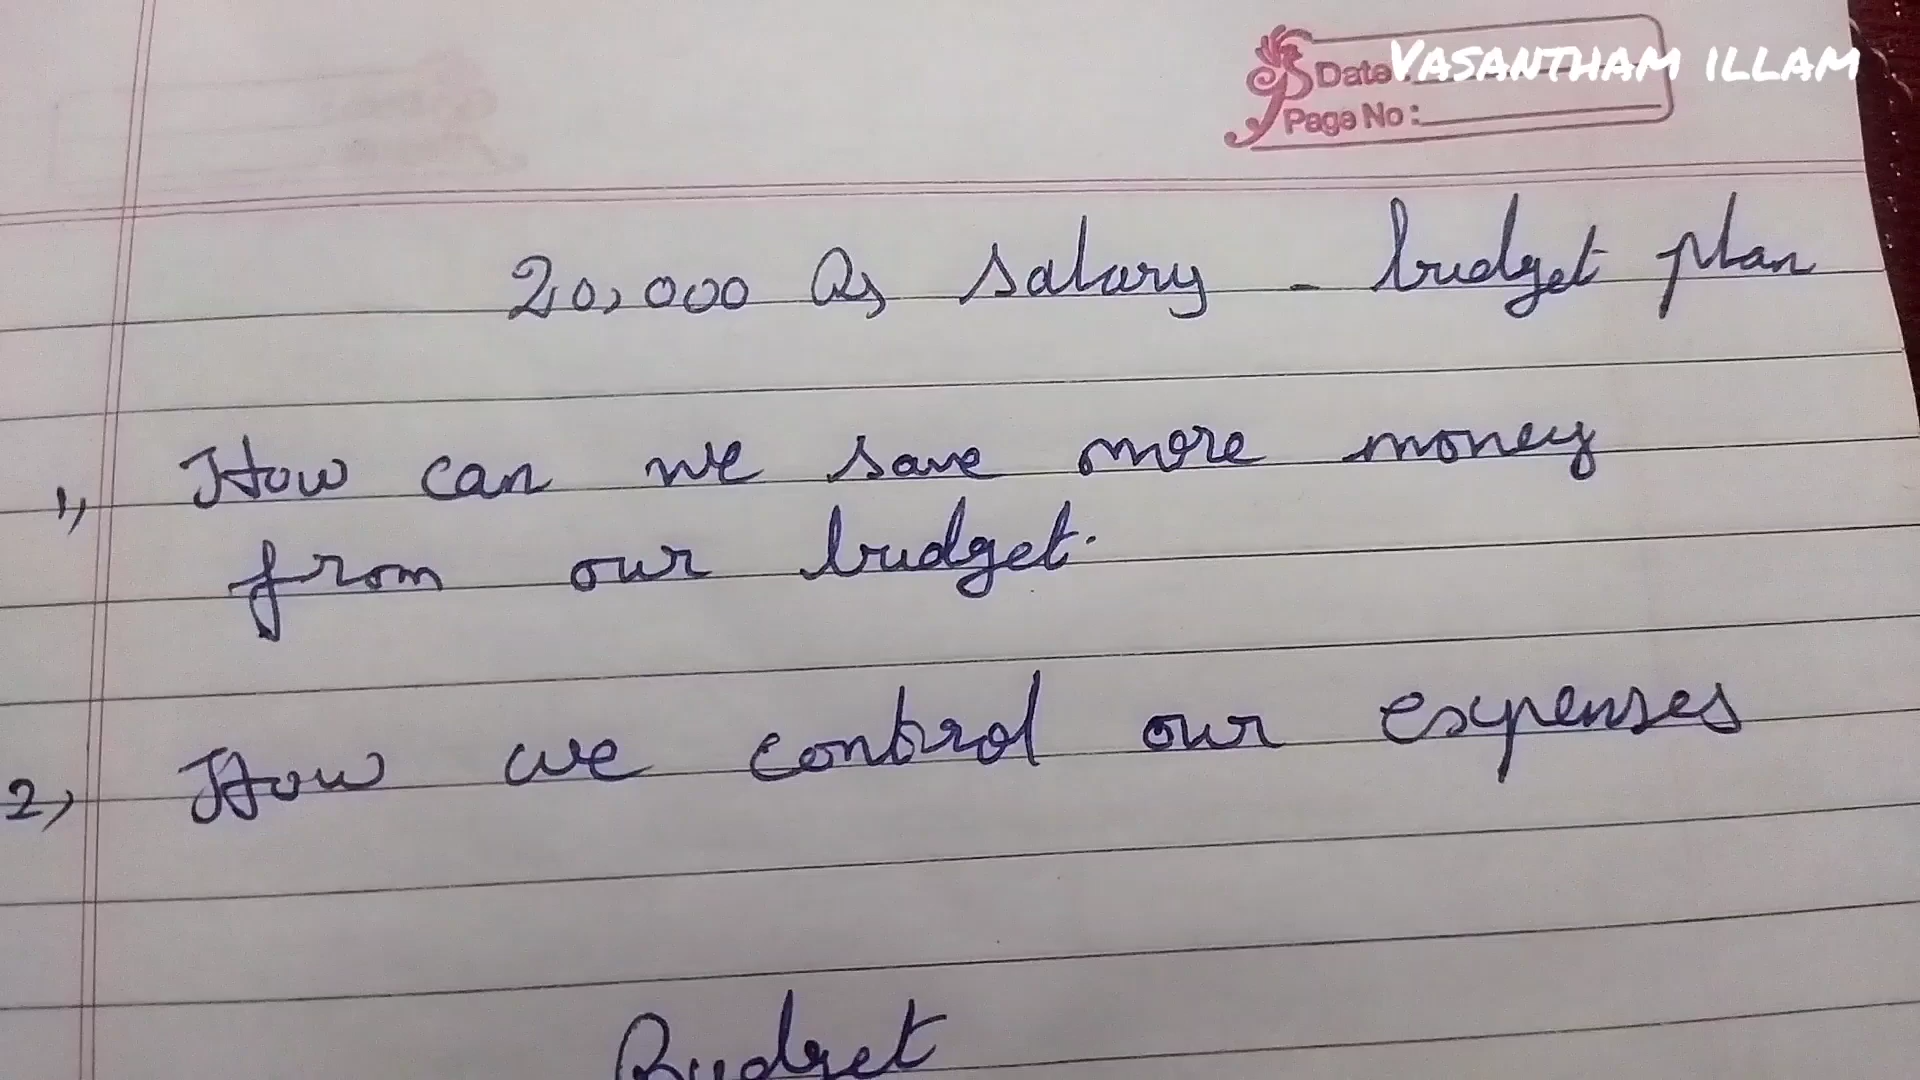 VASANTHAM ILLAM
Date
Page No:
20,000 Rs salary - budget plan
1, How can we save more money
from our budget.
2, How we control our expenses
Budget